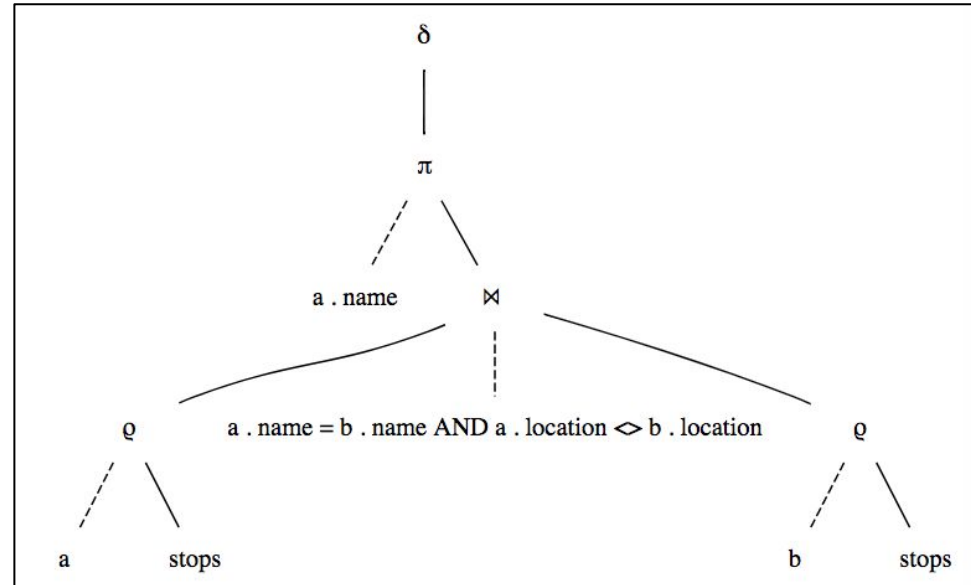 δ
π
a . name ⋈
ϱ a . name = b . name AND a . location <> b . location ϱ
a stops b stops